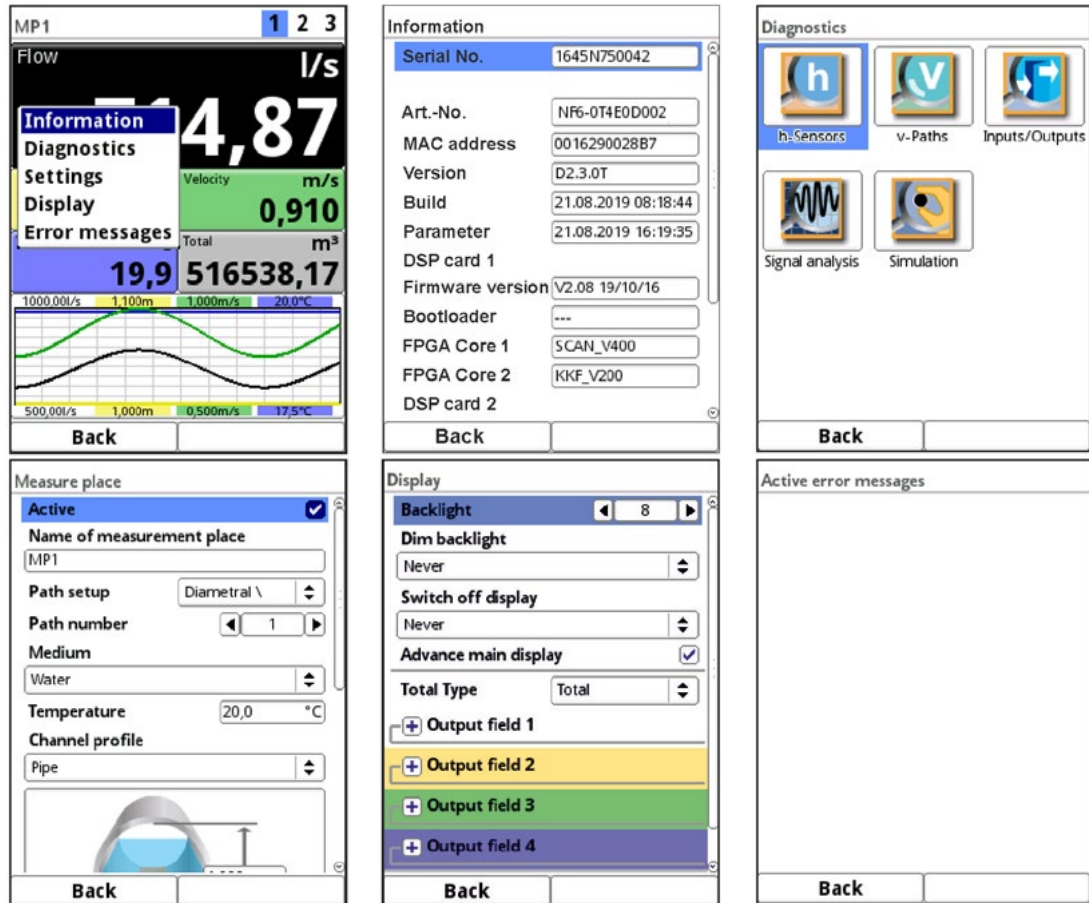 MP1 1 2 3
Flow l/s
14,87
Information
Diagnostics
Settings
Display
Error messages
Velocity m/s
0,910
Total m³
19,9 516538,17
1000,00l/s 1,100m 1,000m/s 20,0°C
500,00l/s 1,000m 0,500m/s 17,5°C
Back
Information
Serial No. 1645N750042
Art.-No. NF6-0T4E0D002
MAC address 0016290028B7
Version D2.3.0T
Build 21.08.2019 08:18:44
Parameter 21.08.2019 16:19:35
DSP card 1
Firmware version V2.08 19/10/16
Bootloader ---
FPGA Core 1 SCAN_V400
FPGA Core 2 KKF_V200
DSP card 2
Back
Diagnostics
h v
h-Sensors v-Paths Inputs/Outputs
Signal analysis Simulation
Back
Measure place
Active
Name of measurement place
MP1
Path setup Diametral \
Path number 1
Medium
Water
Temperature 20,0 °C
Channel profile
Pipe
Back
Display
Backlight 8
Dim backlight
Never
Switch off display
Never
Advance main display
Total Type Total
+ Output field 1
+ Output field 2
+ Output field 3
+ Output field 4
Back
Active error messages
Back